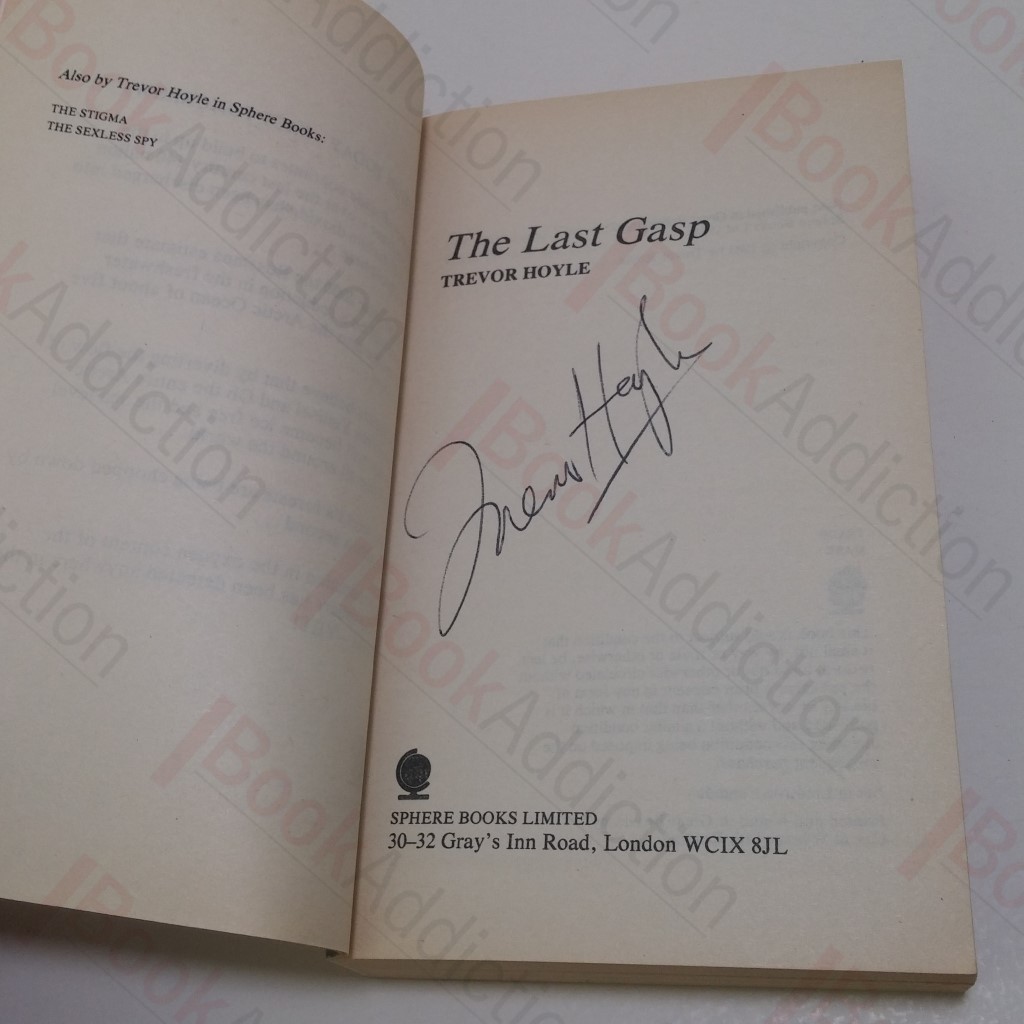 Also by Trevor Hoyle in Sphere Books:
THE STIGMA
THE SEXLESS SPY
The Last Gasp
TREVOR HOYLE
Trevor Hoyle
SPHERE BOOKS LIMITED
30–32 Gray's Inn Road, London WCIX 8JL
BookAddiction